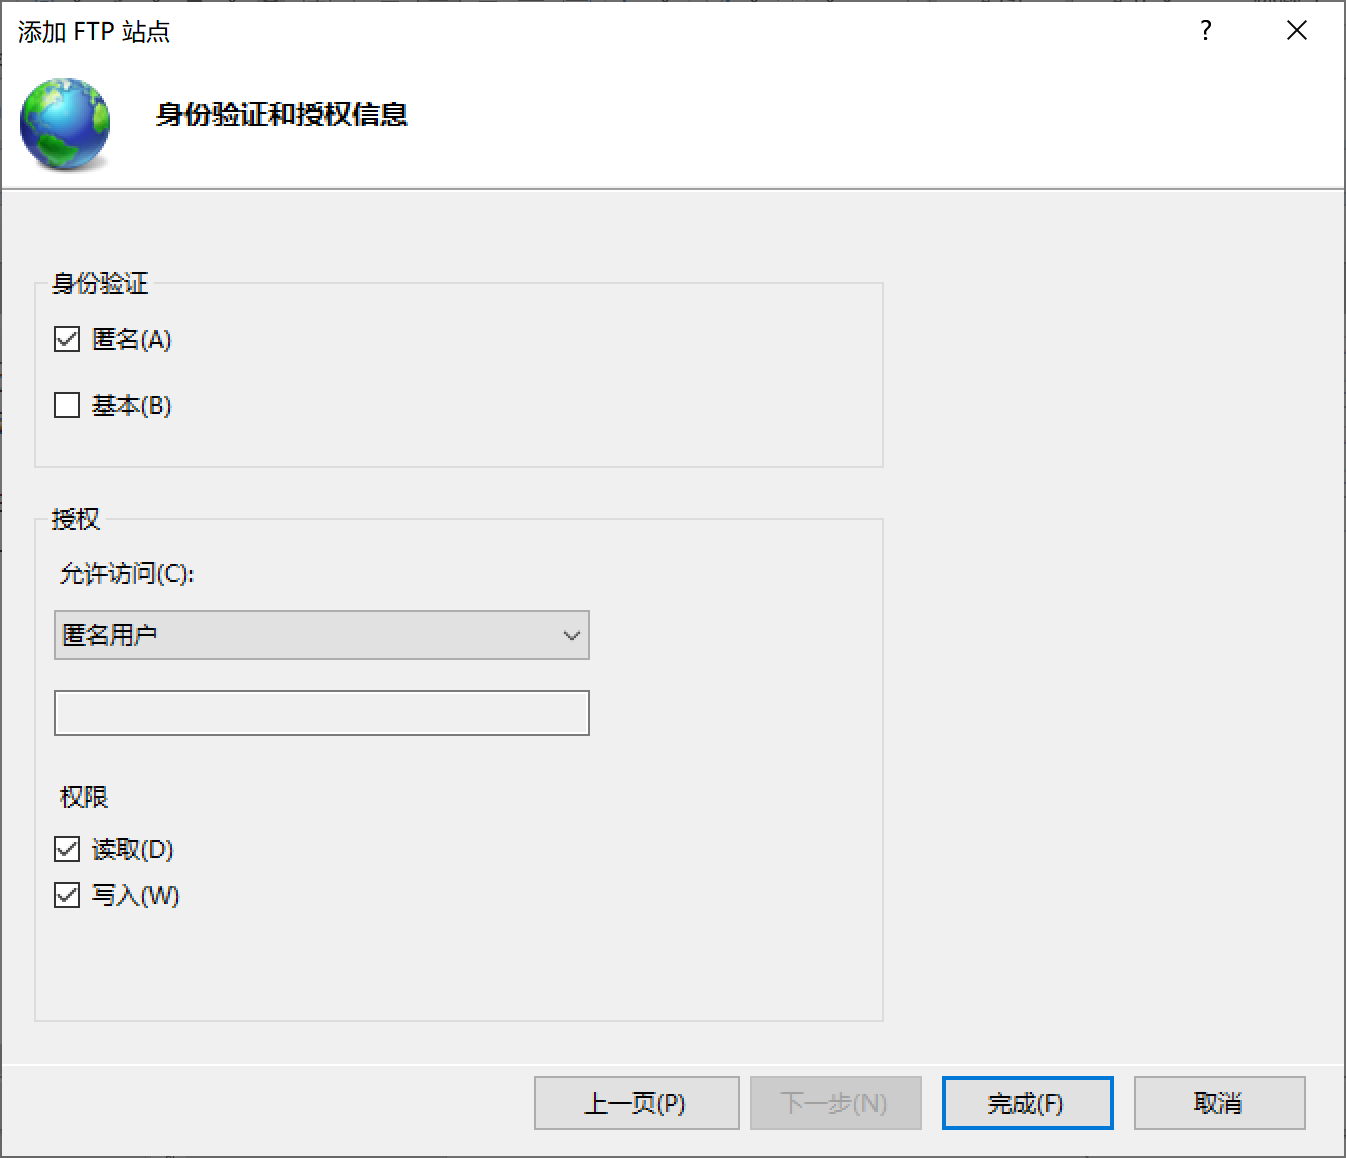 添加 FTP 站点
?
身份验证和授权信息
身份验证
匿名(A)
基本(B)
授权
允许访问(C):
匿名用户
权限
读取(D)
写入(W)
上一页(P) 下一步(N) 完成(F) 取消